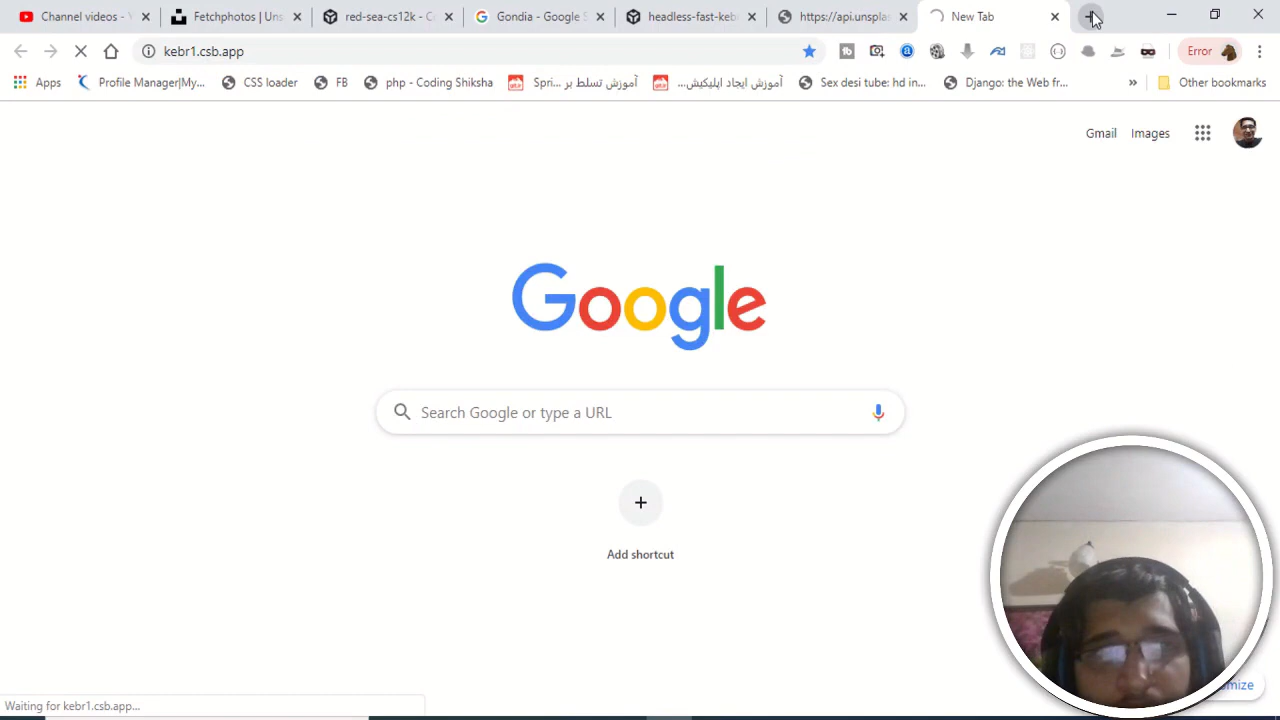 Channel videos - Y
Fetchphotos | Uns
red-sea-cs12k - C
Gondia - Google S
headless-fast-keb
https://api.unsplas
New Tab
kebr1.csb.app
Error
Apps
Profile Manager|My...
CSS loader
FB
php - Coding Shiksha
آموزش تسلط بر Spri...
آموزش ایجاد اپلیکیش...
Sex desi tube: hd in...
Django: the Web fr...
»
Other bookmarks
Gmail
Images
Google
Search Google or type a URL
Add shortcut
Waiting for kebr1.csb.app...